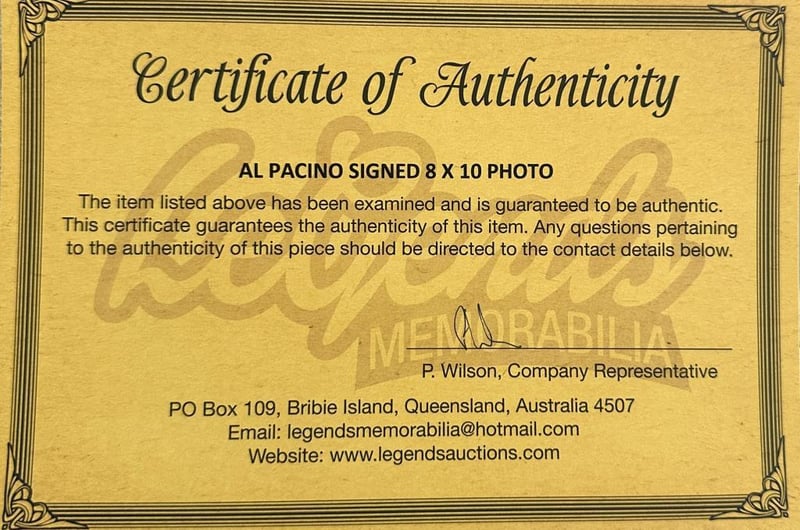 Certificate of Authenticity
AL PACINO SIGNED 8 X 10 PHOTO
The item listed above has been examined and is guaranteed to be authentic.
This certificate guarantees the authenticity of this item. Any questions pertaining
to the authenticity of this piece should be directed to the contact details below.
Legends
MEMORABILIA
P. Wilson, Company Representative
PO Box 109, Bribie Island, Queensland, Australia 4507
Email: legendsmemorabilia@hotmail.com
Website: www.legendsauctions.com